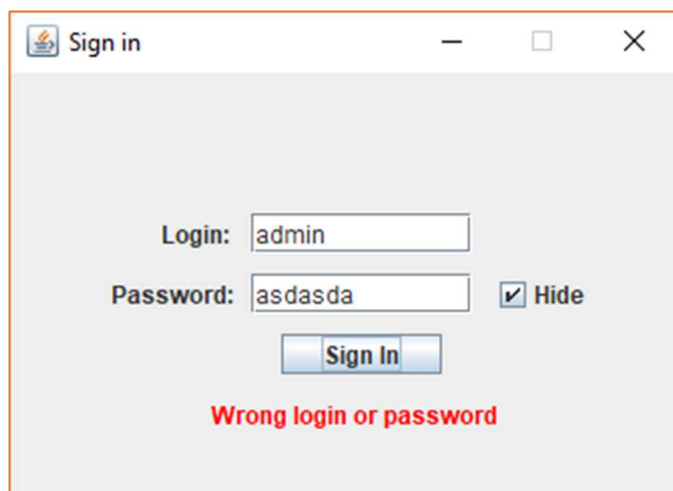 Sign in
Login: admin
Password: asdasda Hide
Sign In
Wrong login or password